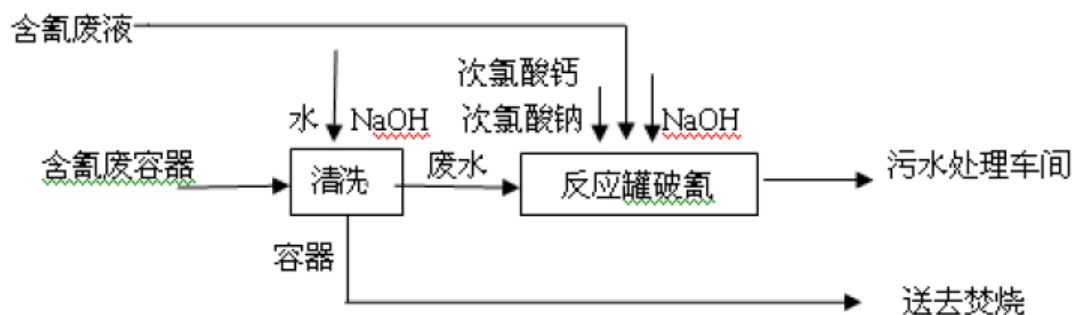 含氰废液
次氯酸钙
水 NaOH 次氯酸钠 NaOH
含氰废容器 清洗 废水 反应罐破氰 污水处理车间
容器
送去焚烧